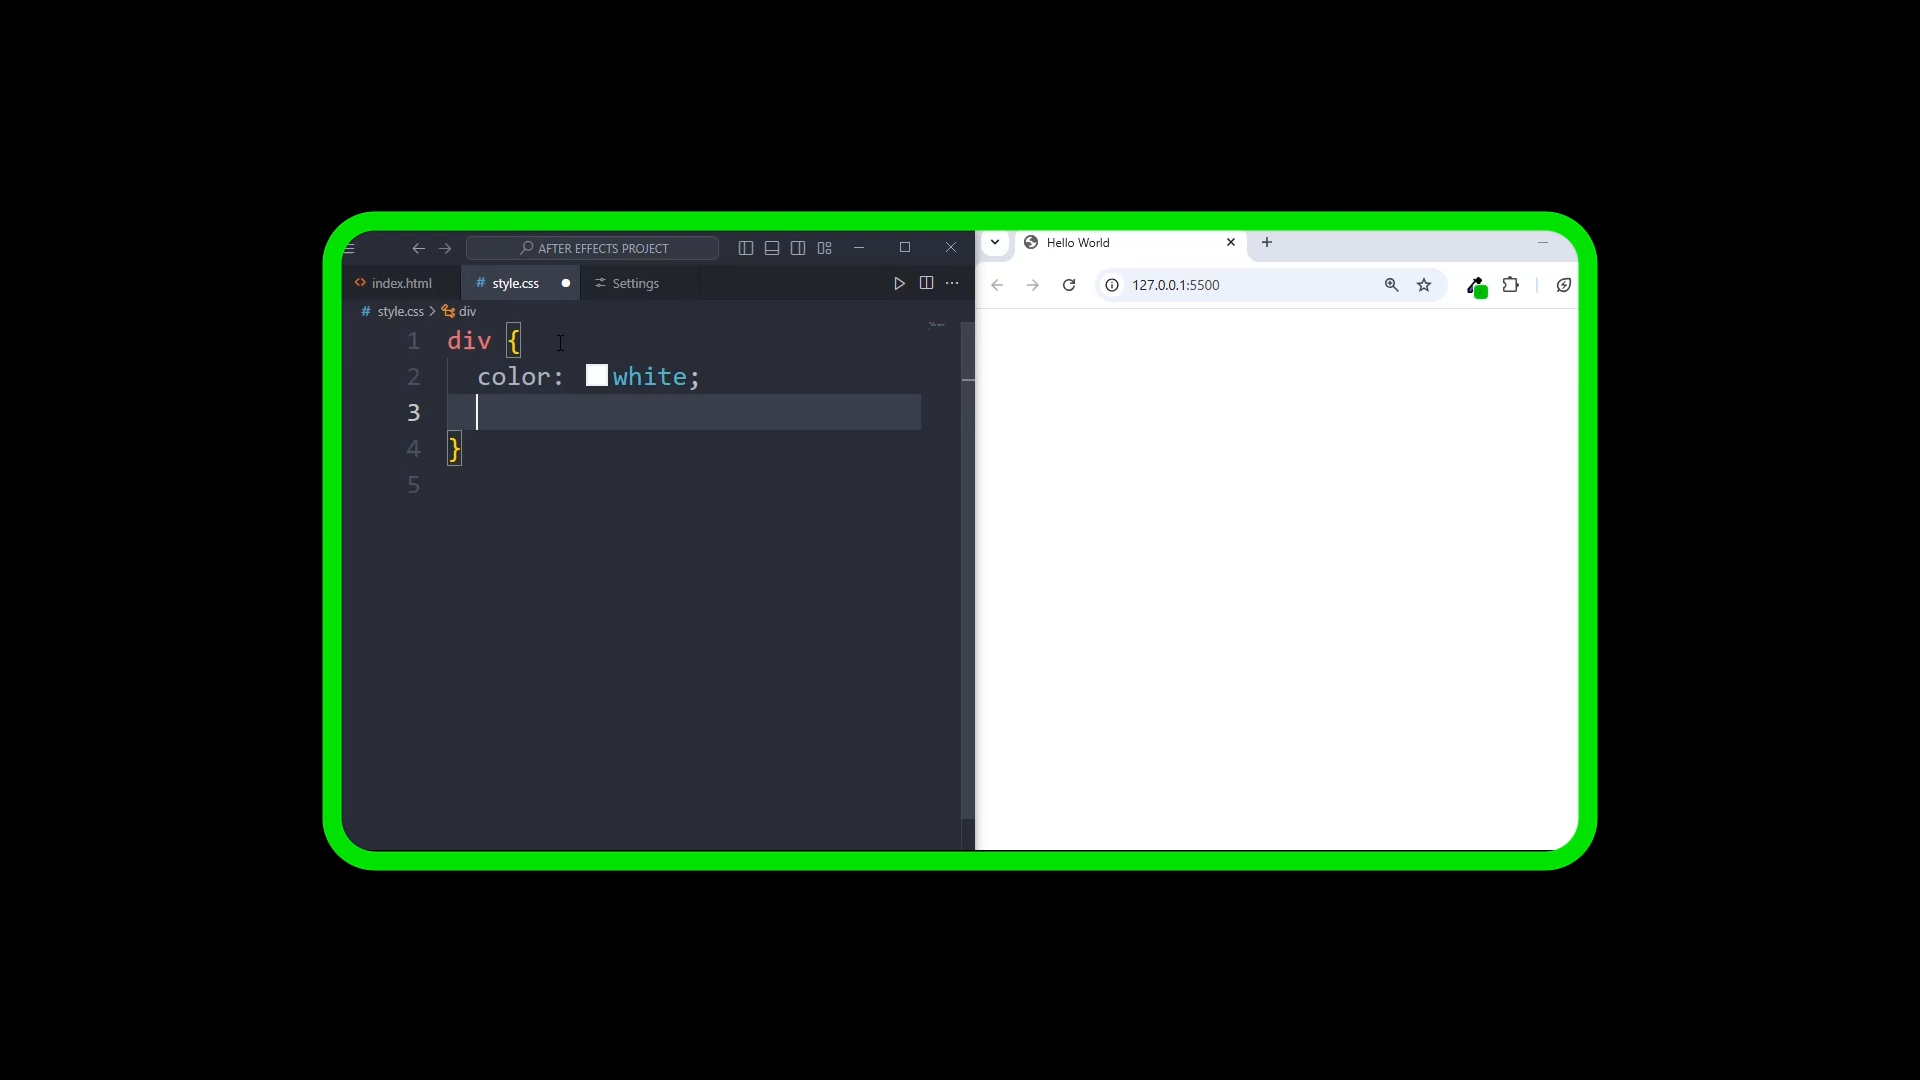 AFTER EFFECTS PROJECT
index.html
# style.css
Settings
# style.css > div
1 div {
2 color: white;
3
4 }
5
Hello World
127.0.0.1:5500